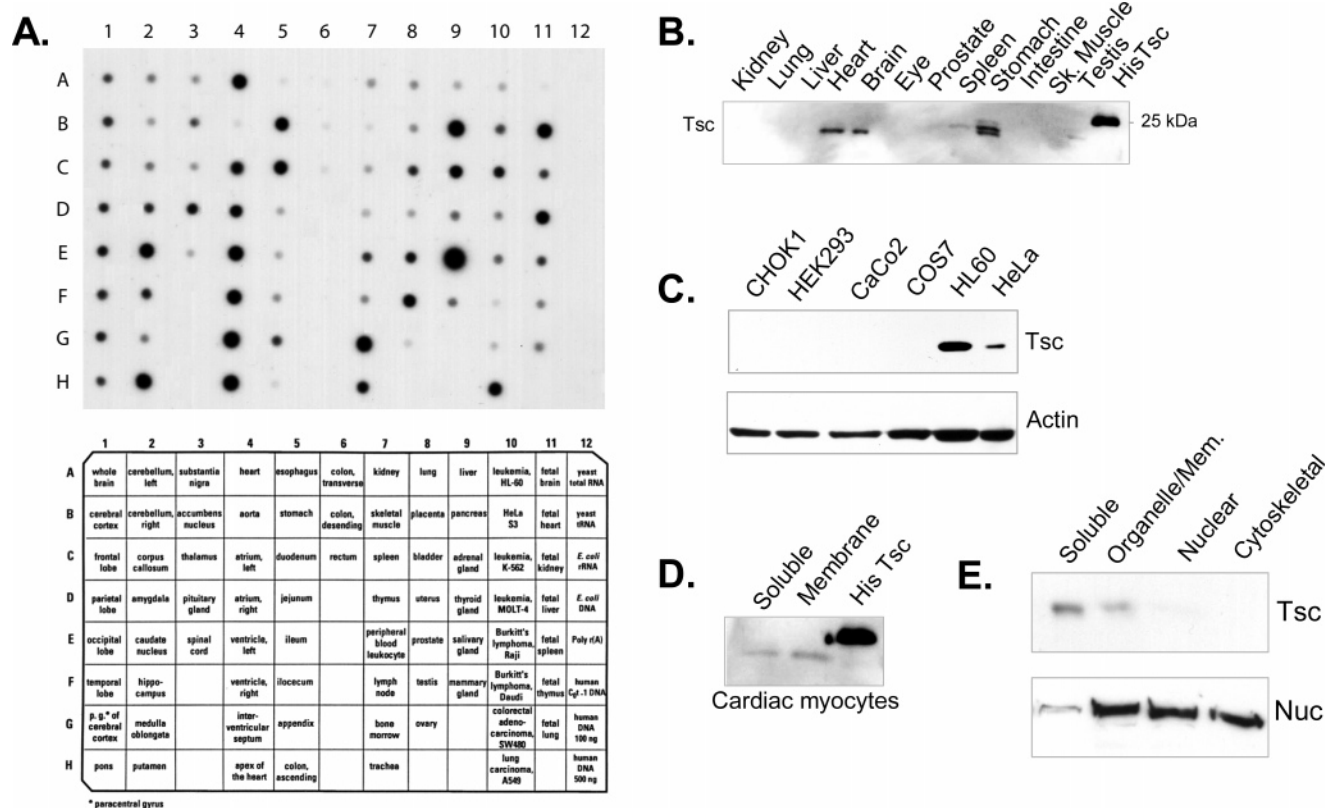 A.
1 2 3 4 5 6 7 8 9 10 11 12
A
B
C
D
E
F
G
H
1 2 3 4 5 6 7 8 9 10 11 12
A whole cerebellum, substantia heart esophagus colon, kidney lung liver leukemia, fetal yeast
brain left nigra transverse HL-60 brain total RNA
B cerebral cerebellum, accumbens aorta stomach colon, skeletal placenta pancreas HeLa fetal yeast
cortex right nucleus desending muscle S3 heart tRNA
C frontal corpus thalamus atrium, duodenum rectum spleen bladder adrenal leukemia, fetal E. coli
lobe callosum left gland K-562 kidney rRNA
D parietal amygdala pituitary atrium, jejunum thymus uterus thyroid leukemia, fetal E. coli
lobe gland right gland MOLT-4 liver DNA
E occipital caudate spinal ventricle, ileum peripheral blood leukocyte prostate salivary Burkitt's fetal Poly r(A)
lobe nucleus cord left gland lymphoma, Raji spleen
F temporal hippo- ventricle, ilocecum lymph testis mammary Burkitt's fetal human
lobe campus right node gland lymphoma, Daudi thymus DNA
G p. g.* of medulla inter- appendix bone ovary colorectal fetal human
cerebral cortex oblongata ventricular septum morrow adeno- carcinoma, SW480 lung DNA 100 ng
H pons putamen apex of colon, trachea lung human
the heart ascending carcinoma, A549 DNA 500 ng
* paracentral gyrus
B.
Kidney
Lung
Liver
Heart
Brain
Eye
Prostate
Spleen
Stomach
Intestine
Sk. Muscle
Testis
HisTsc
Tsc
- 25 kDa
C.
CHOK1
HEK293
CaCo2
COS7
HL60
HeLa
Tsc
Actin
D.
Soluble
Membrane
His Tsc
Cardiac myocytes
E.
Soluble
Organelle/Mem.
Nuclear
Cytoskeletal
Tsc
Nuc